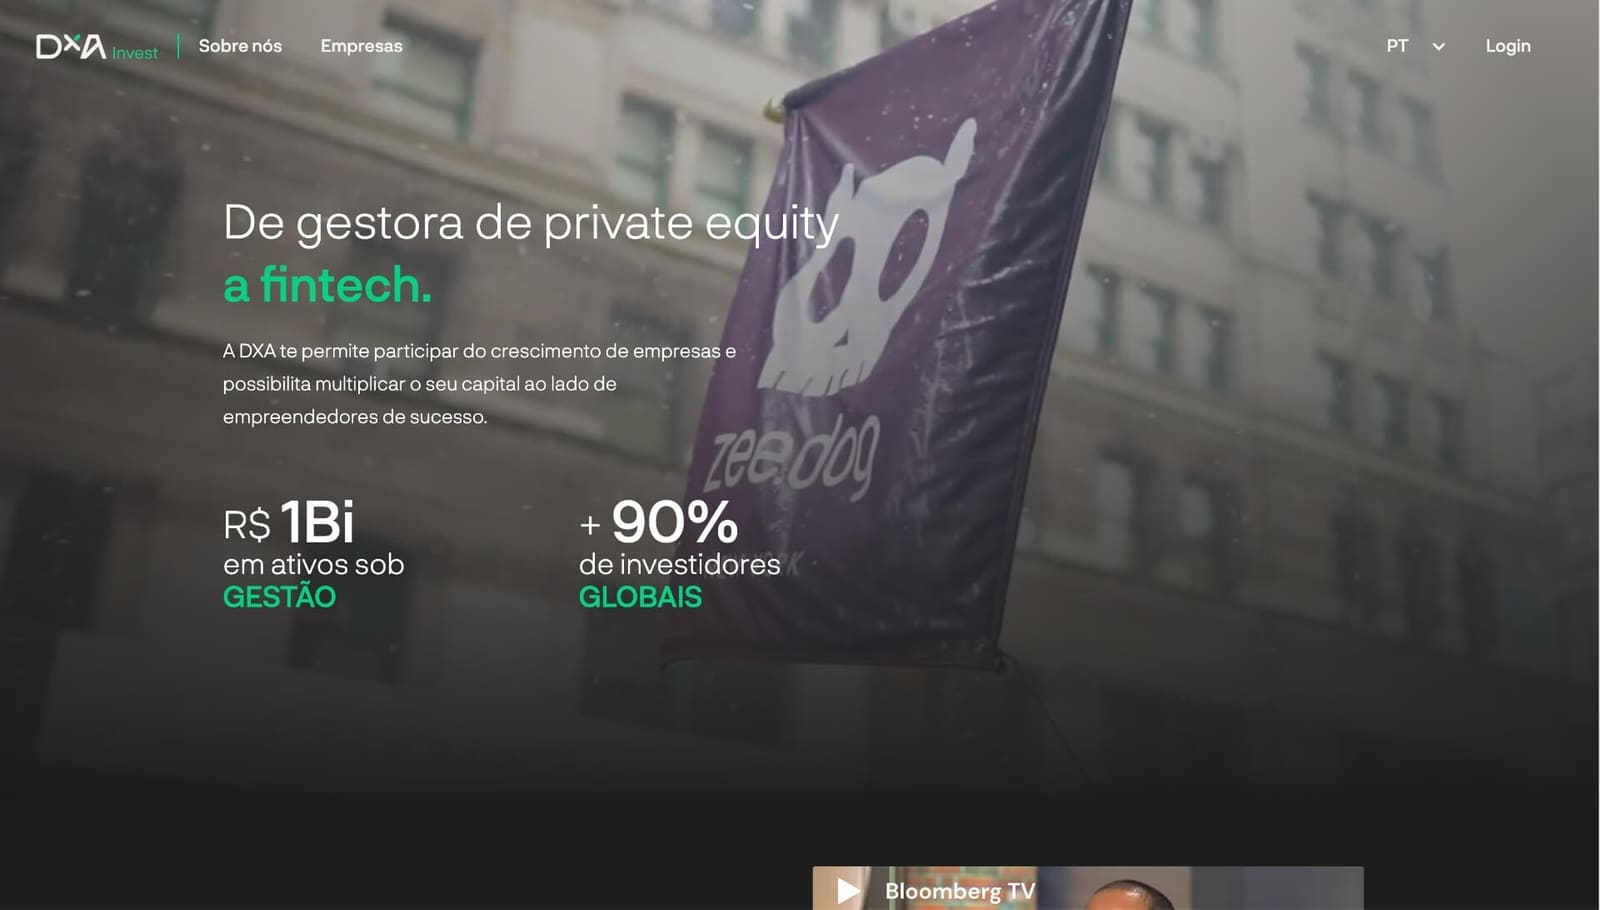 DXA Invest
Sobre nós
Empresas
PT
Login
De gestora de private equity
a fintech.
A DXA te permite participar do crescimento de empresas e
possibilita multiplicar o seu capital ao lado de
empreendedores de sucesso.
R$ 1Bi
em ativos sob
GESTÃO
+ 90%
de investidores
GLOBAIS
zee.dog
Bloomberg TV